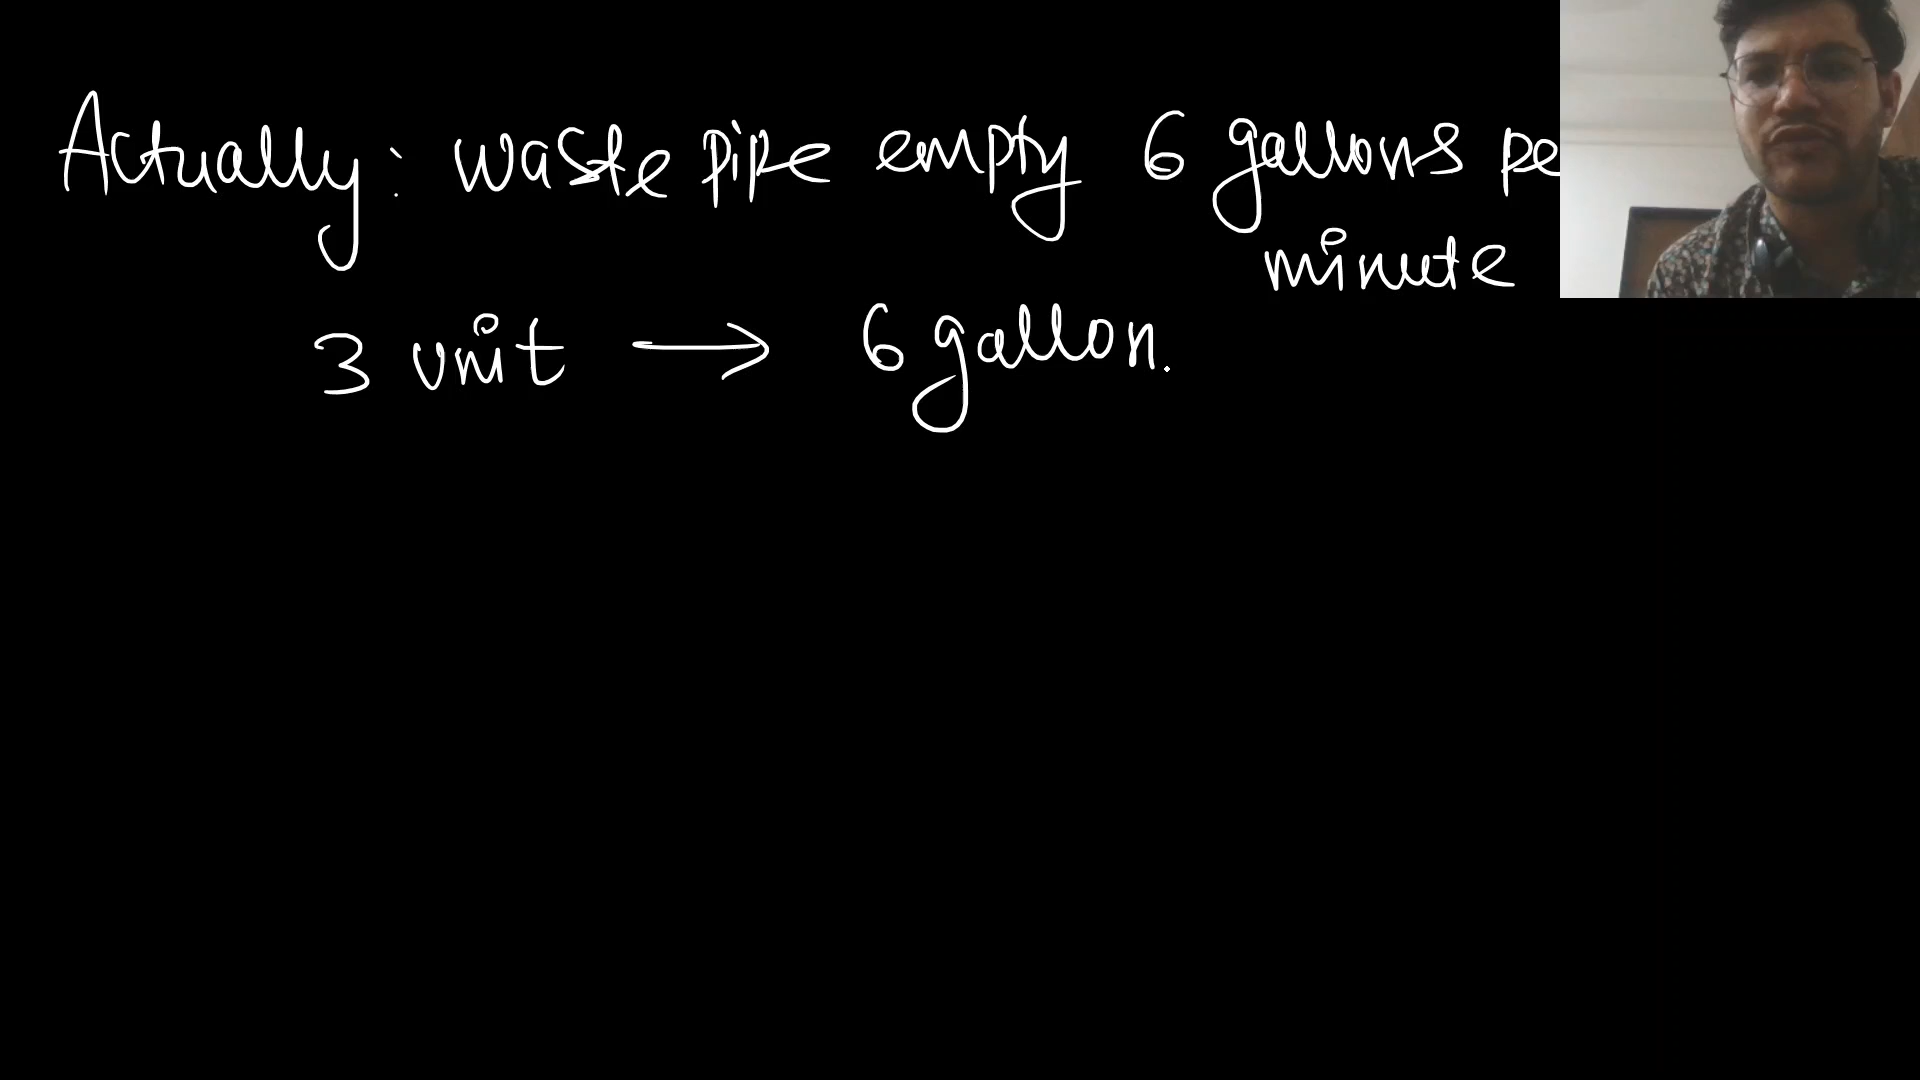 Actually: waste pipe empty 6 gallons pe
minute
3 unit → 6 gallon.